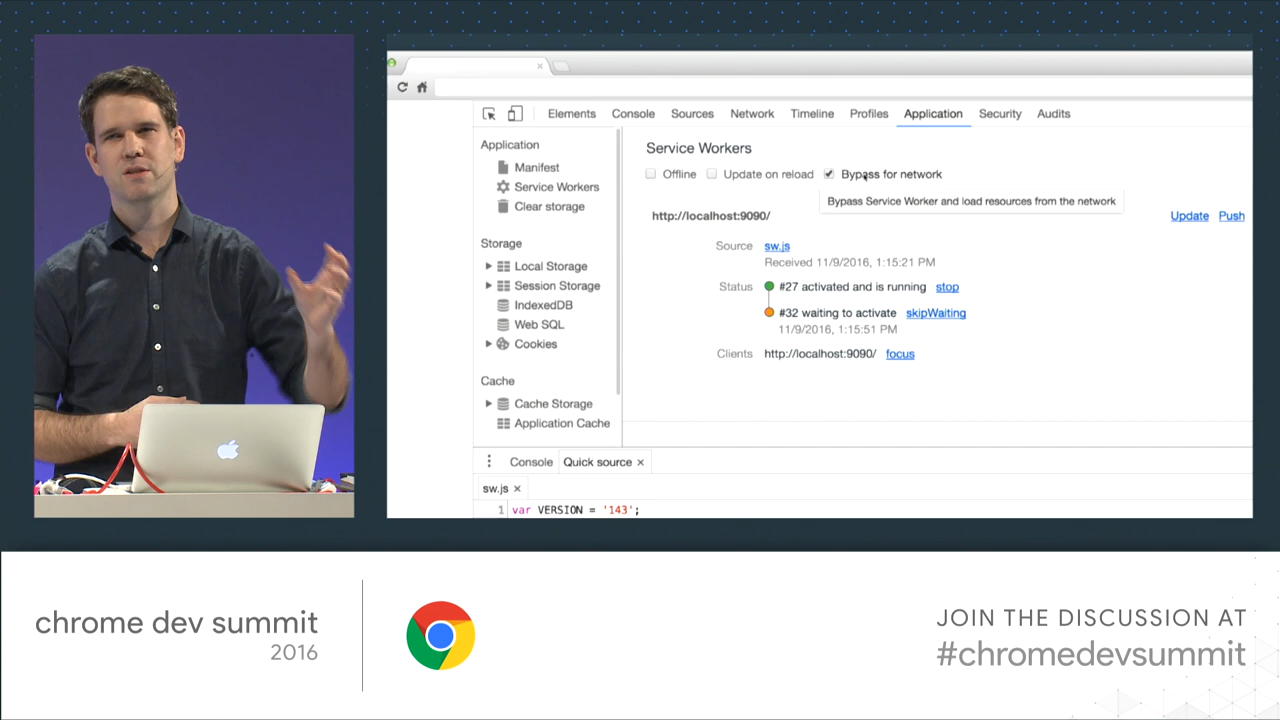 Elements Console Sources Network Timeline Profiles Application Security Audits
Application
Manifest
Service Workers
Clear storage
Storage
Local Storage
Session Storage
IndexedDB
Web SQL
Cookies
Cache
Cache Storage
Application Cache
Service Workers
Offline Update on reload Bypass for network
Bypass Service Worker and load resources from the network
http://localhost:9090/ Update Push
Source sw.js
Received 11/9/2016, 1:15:21 PM
Status #27 activated and is running stop
#32 waiting to activate skipWaiting
11/9/2016, 1:15:51 PM
Clients http://localhost:9090/ focus
Console Quick source ×
sw.js ×
1 var VERSION = '143';
chrome dev summit
2016
JOIN THE DISCUSSION AT
#chromedevsummit